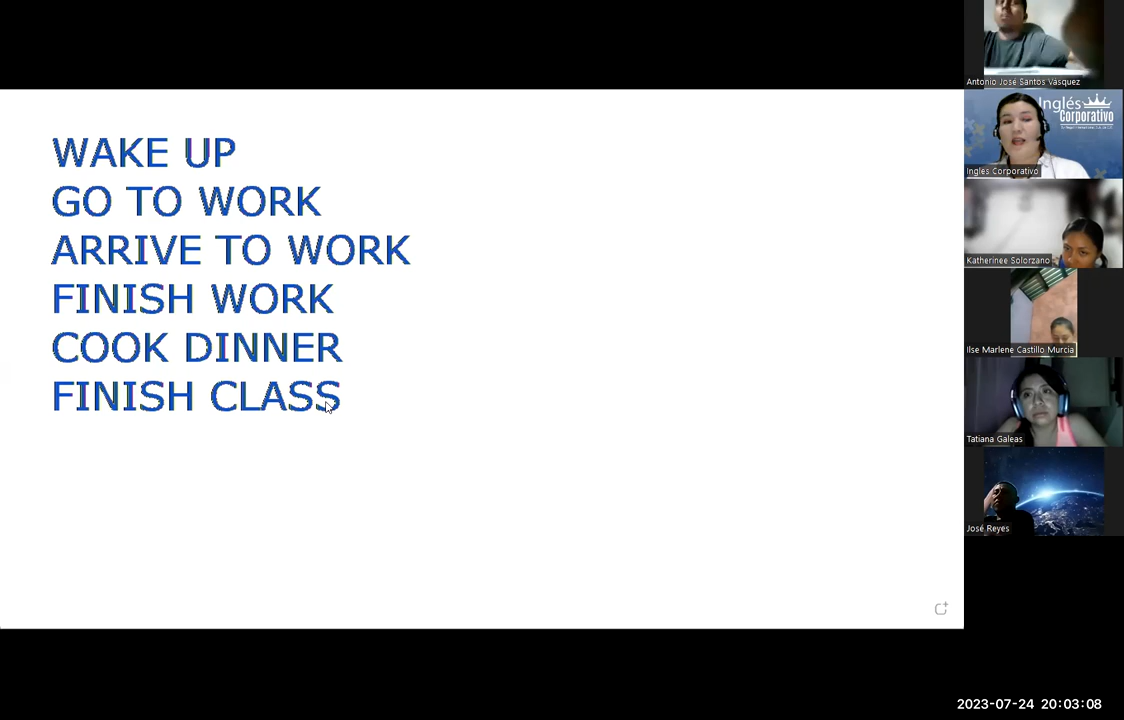 WAKE UP
GO TO WORK
ARRIVE TO WORK
FINISH WORK
COOK DINNER
FINISH CLASS
Antonio José Santos Vásquez
Inglés
Corporativo
Inglés Corporativo
Katherinee Solorzano
Ilse Marlene Castillo Murcia
Tatiana Galeas
José Reyes
2023-07-24 20:03:08